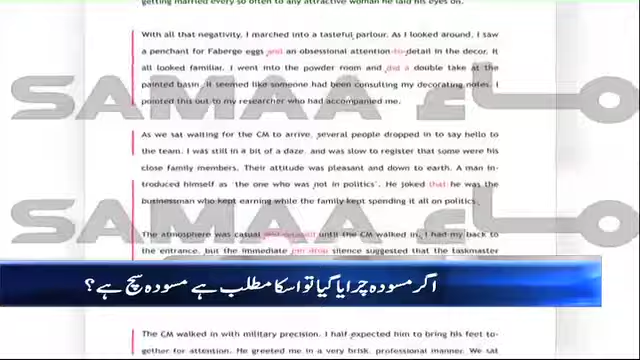 getting married every so often to any attractive woman he laid his eyes on.
With all that negativity, I marched into a tasteful parlour. As I looked around, I saw
a penchant for Faberge eggs and an obsessional attention-to-detail in the decor. It
all looked familiar. I went into the powder room and did a double take at the
painted basin. It seemed like someone had been consulting my decorating notes. I
pointed this out to my researcher who had accompanied me.
SAMAA سماء
As we sat waiting for the CM to arrive, several people dropped in to say hello to
the team. I was still in a bit of a daze, and was slow to register that some were his
close family members. Their attitude was pleasant and down to earth. A man in-
troduced himself as 'the one who was not in politics'. He joked that he was the
businessman who kept earning while the family kept spending it all on politics.
SAMAA سماء
The atmosphere was casual until the CM walked in. I had my back to
the entrance, but the immediate pin drop silence suggested that the taskmaster
اگر مسودہ چرایا گیا تو اسکا مطلب ہے مسودہ سچ ہے؟
The CM walked in with military precision. I half expected him to bring his feet to-
gether for attention. He greeted me in a very brisk, professional manner. We sat